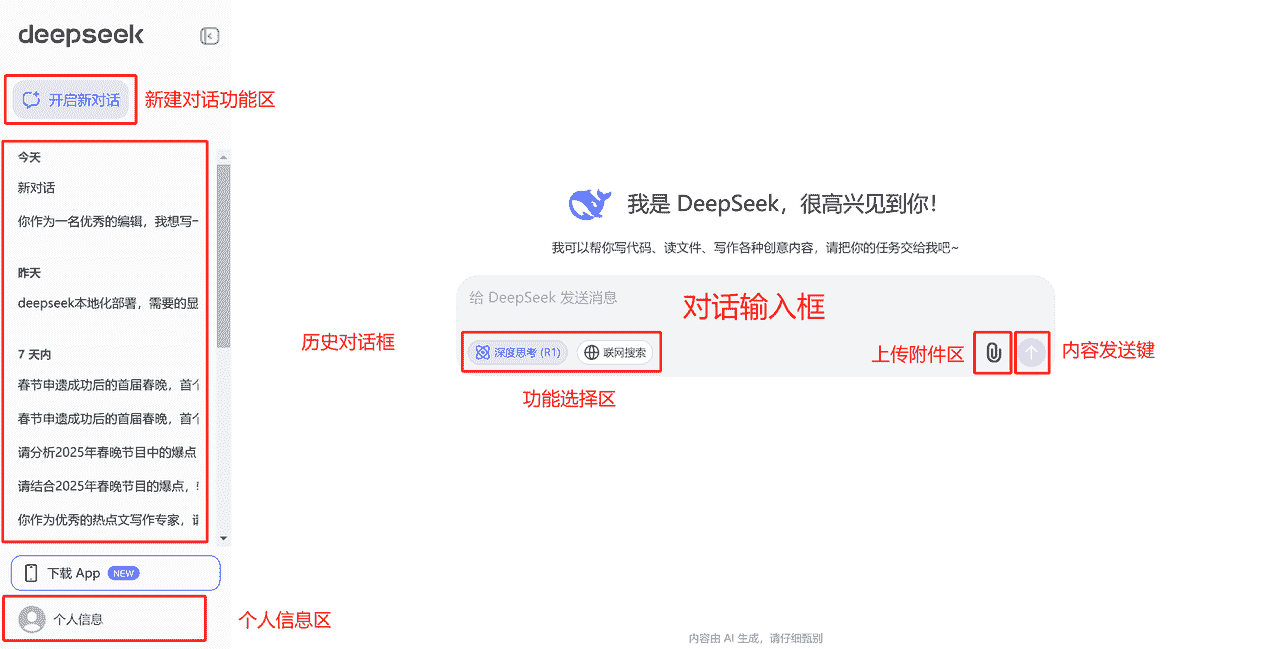 deepseek
开启新对话
新建对话功能区
今天
新对话
你作为一名优秀的编辑，我想写一
昨天
deepseek本地化部署，需要的显
7 天内
春节申遗成功后的首届春晚，首个
春节申遗成功后的首届春晚，首个
请分析2025年春晚节目中的爆点
请结合2025年春晚节目的爆点，
你作为优秀的热点文写作专家，
历史对话框
下载 App NEW
个人信息
个人信息区
我是 DeepSeek，很高兴见到你！
我可以帮你写代码、读文件、写作各种创意内容，请把你的任务交给我吧~
给 DeepSeek 发送消息
对话输入框
深度思考 (R1)
联网搜索
功能选择区
上传附件区
内容发送键
内容由 AI 生成，请仔细甄别